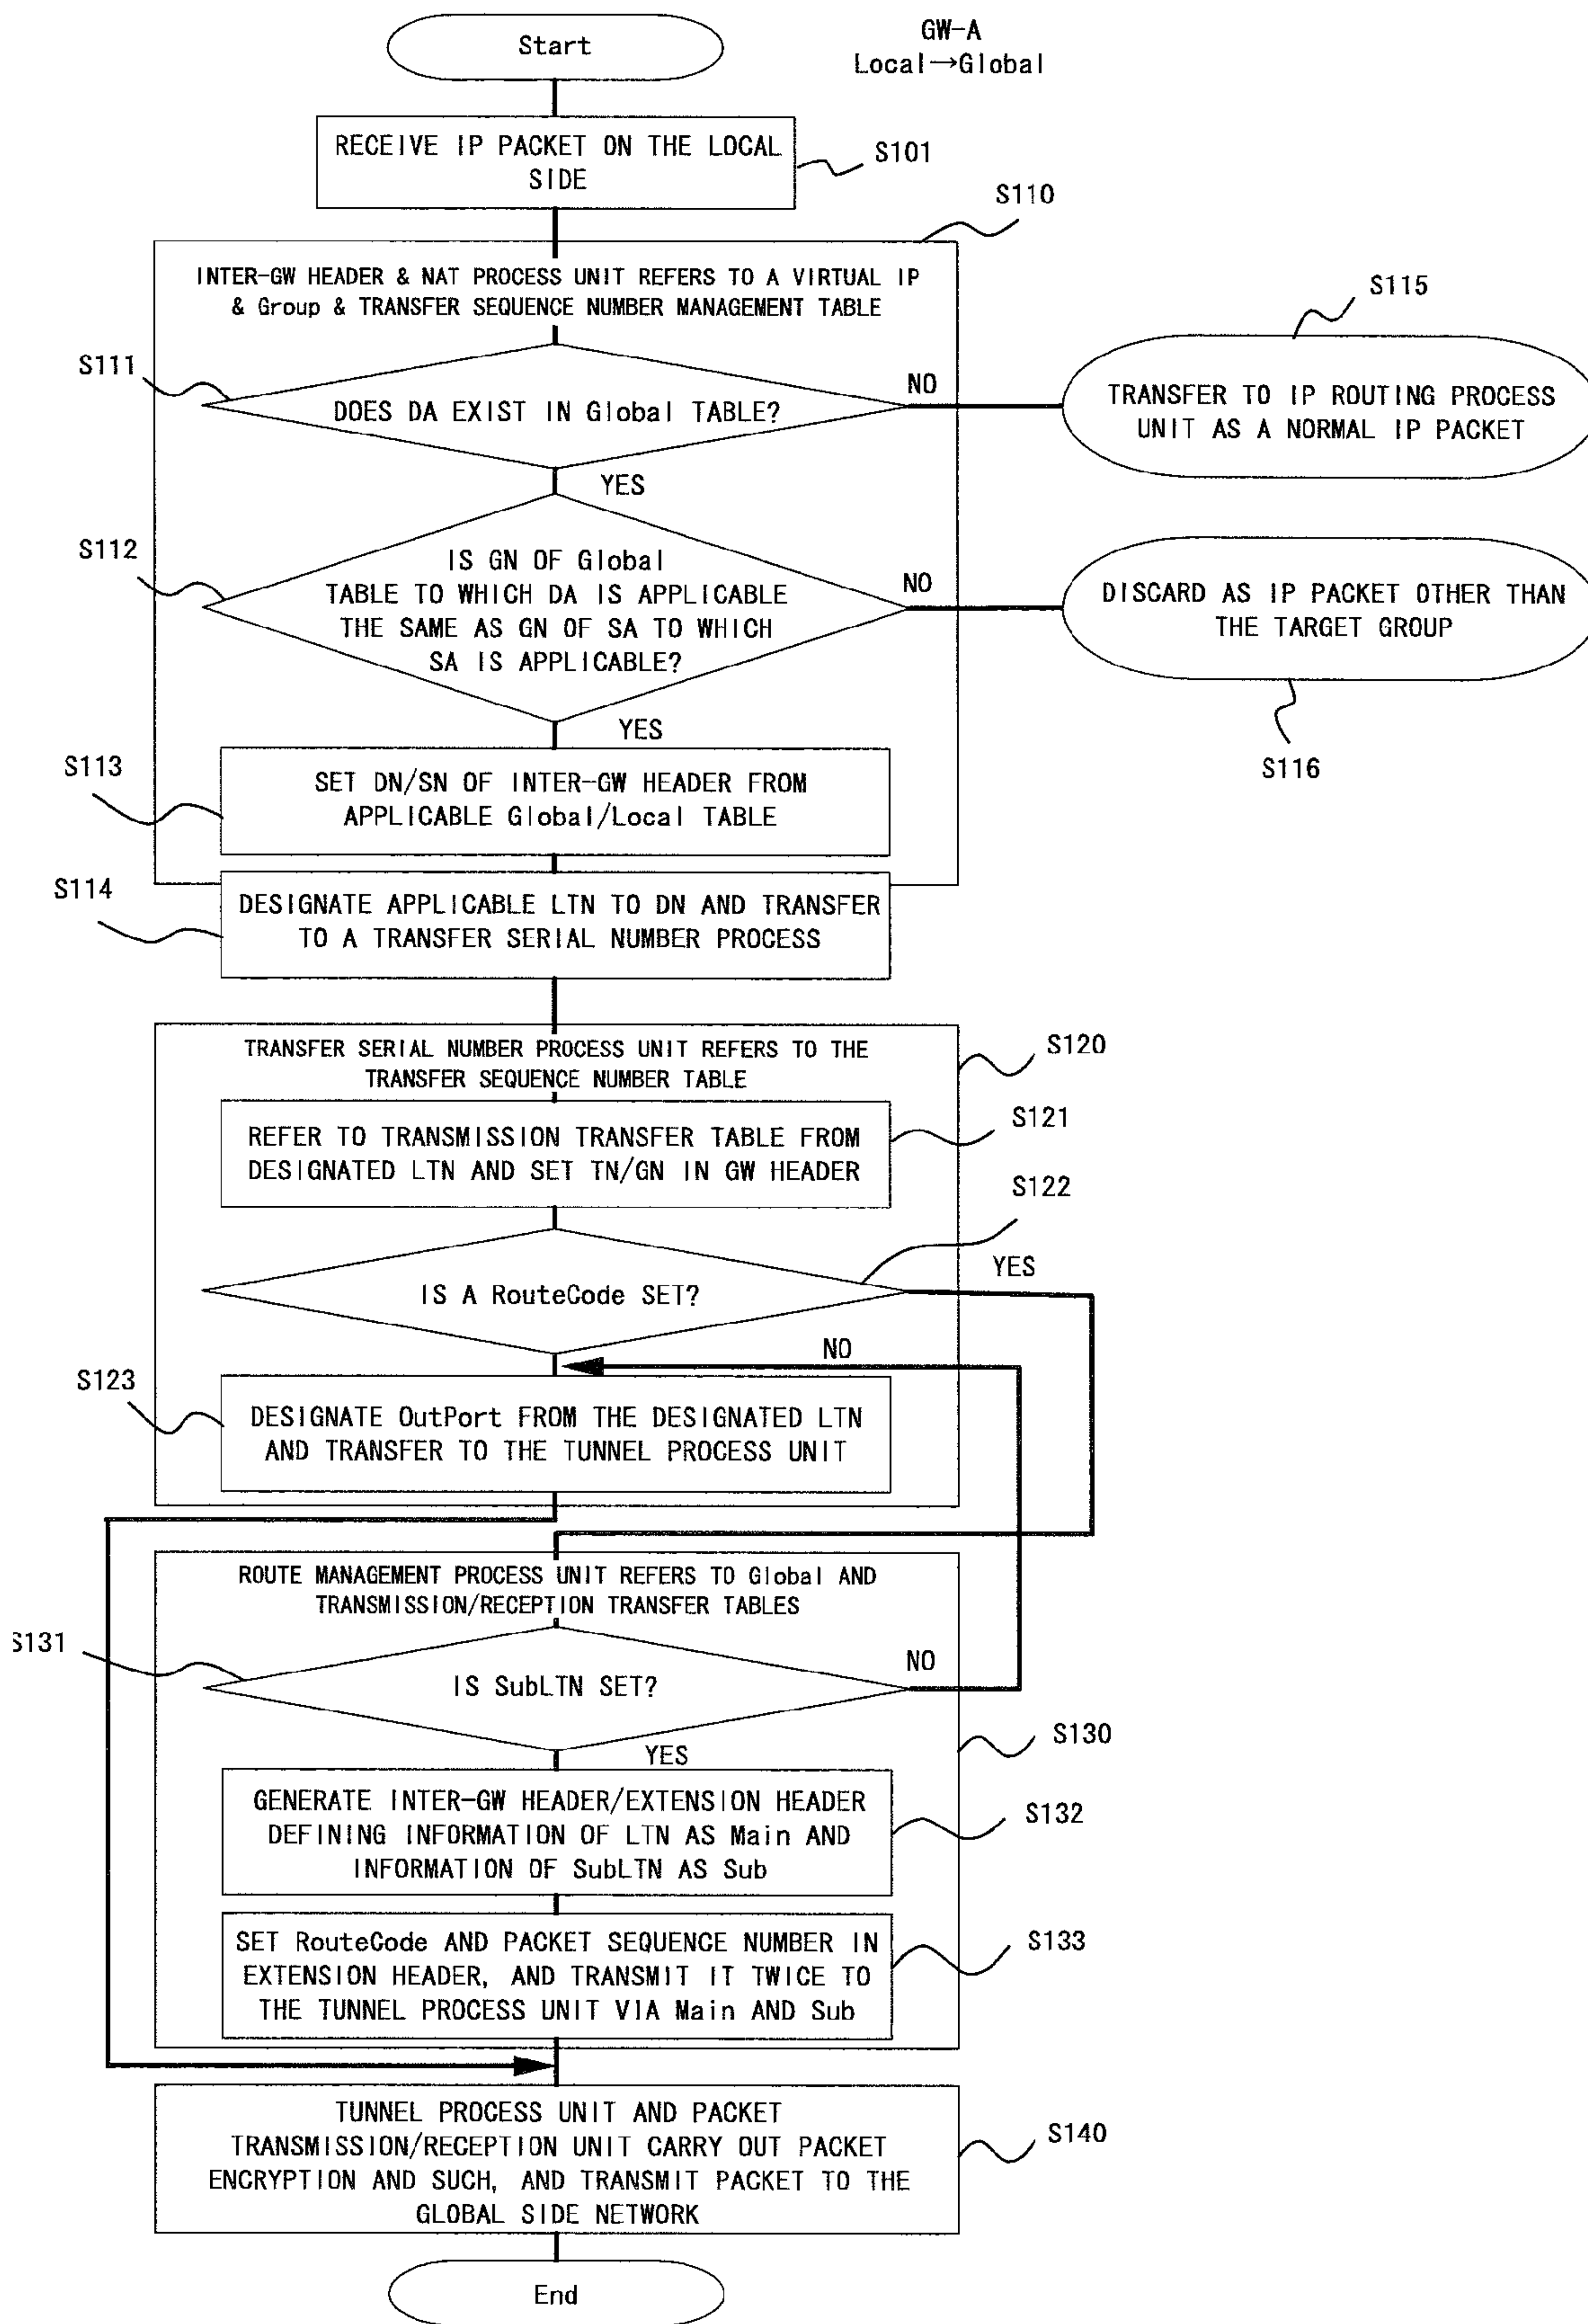 Start
GW-A
Local→Global
RECEIVE IP PACKET ON THE LOCAL
SIDE
S101
S110
INTER-GW HEADER & NAT PROCESS UNIT REFERS TO A VIRTUAL IP
& Group & TRANSFER SEQUENCE NUMBER MANAGEMENT TABLE
S115
S111
DOES DA EXIST IN Global TABLE?
NO
TRANSFER TO IP ROUTING PROCESS
UNIT AS A NORMAL IP PACKET
YES
S112
IS GN OF Global
TABLE TO WHICH DA IS APPLICABLE
THE SAME AS GN OF SA TO WHICH
SA IS APPLICABLE?
NO
DISCARD AS IP PACKET OTHER THAN
THE TARGET GROUP
S116
YES
S113
SET DN/SN OF INTER-GW HEADER FROM
APPLICABLE Global/Local TABLE
S114
DESIGNATE APPLICABLE LTN TO DN AND TRANSFER
TO A TRANSFER SERIAL NUMBER PROCESS
TRANSFER SERIAL NUMBER PROCESS UNIT REFERS TO THE
TRANSFER SEQUENCE NUMBER TABLE
S120
REFER TO TRANSMISSION TRANSFER TABLE FROM
DESIGNATED LTN AND SET TN/GN IN GW HEADER
S121
S122
IS A RouteCode SET?
YES
NO
S123
DESIGNATE OutPort FROM THE DESIGNATED LTN
AND TRANSFER TO THE TUNNEL PROCESS UNIT
ROUTE MANAGEMENT PROCESS UNIT REFERS TO Global AND
TRANSMISSION/RECEPTION TRANSFER TABLES
S131
IS SubLTN SET?
NO
S130
YES
GENERATE INTER-GW HEADER/EXTENSION HEADER
DEFINING INFORMATION OF LTN AS Main AND
INFORMATION OF SubLTN AS Sub
S132
SET RouteCode AND PACKET SEQUENCE NUMBER IN
EXTENSION HEADER, AND TRANSMIT IT TWICE TO
THE TUNNEL PROCESS UNIT VIA Main AND Sub
S133
TUNNEL PROCESS UNIT AND PACKET
TRANSMISSION/RECEPTION UNIT CARRY OUT PACKET
ENCRYPTION AND SUCH, AND TRANSMIT PACKET TO THE
GLOBAL SIDE NETWORK
S140
End